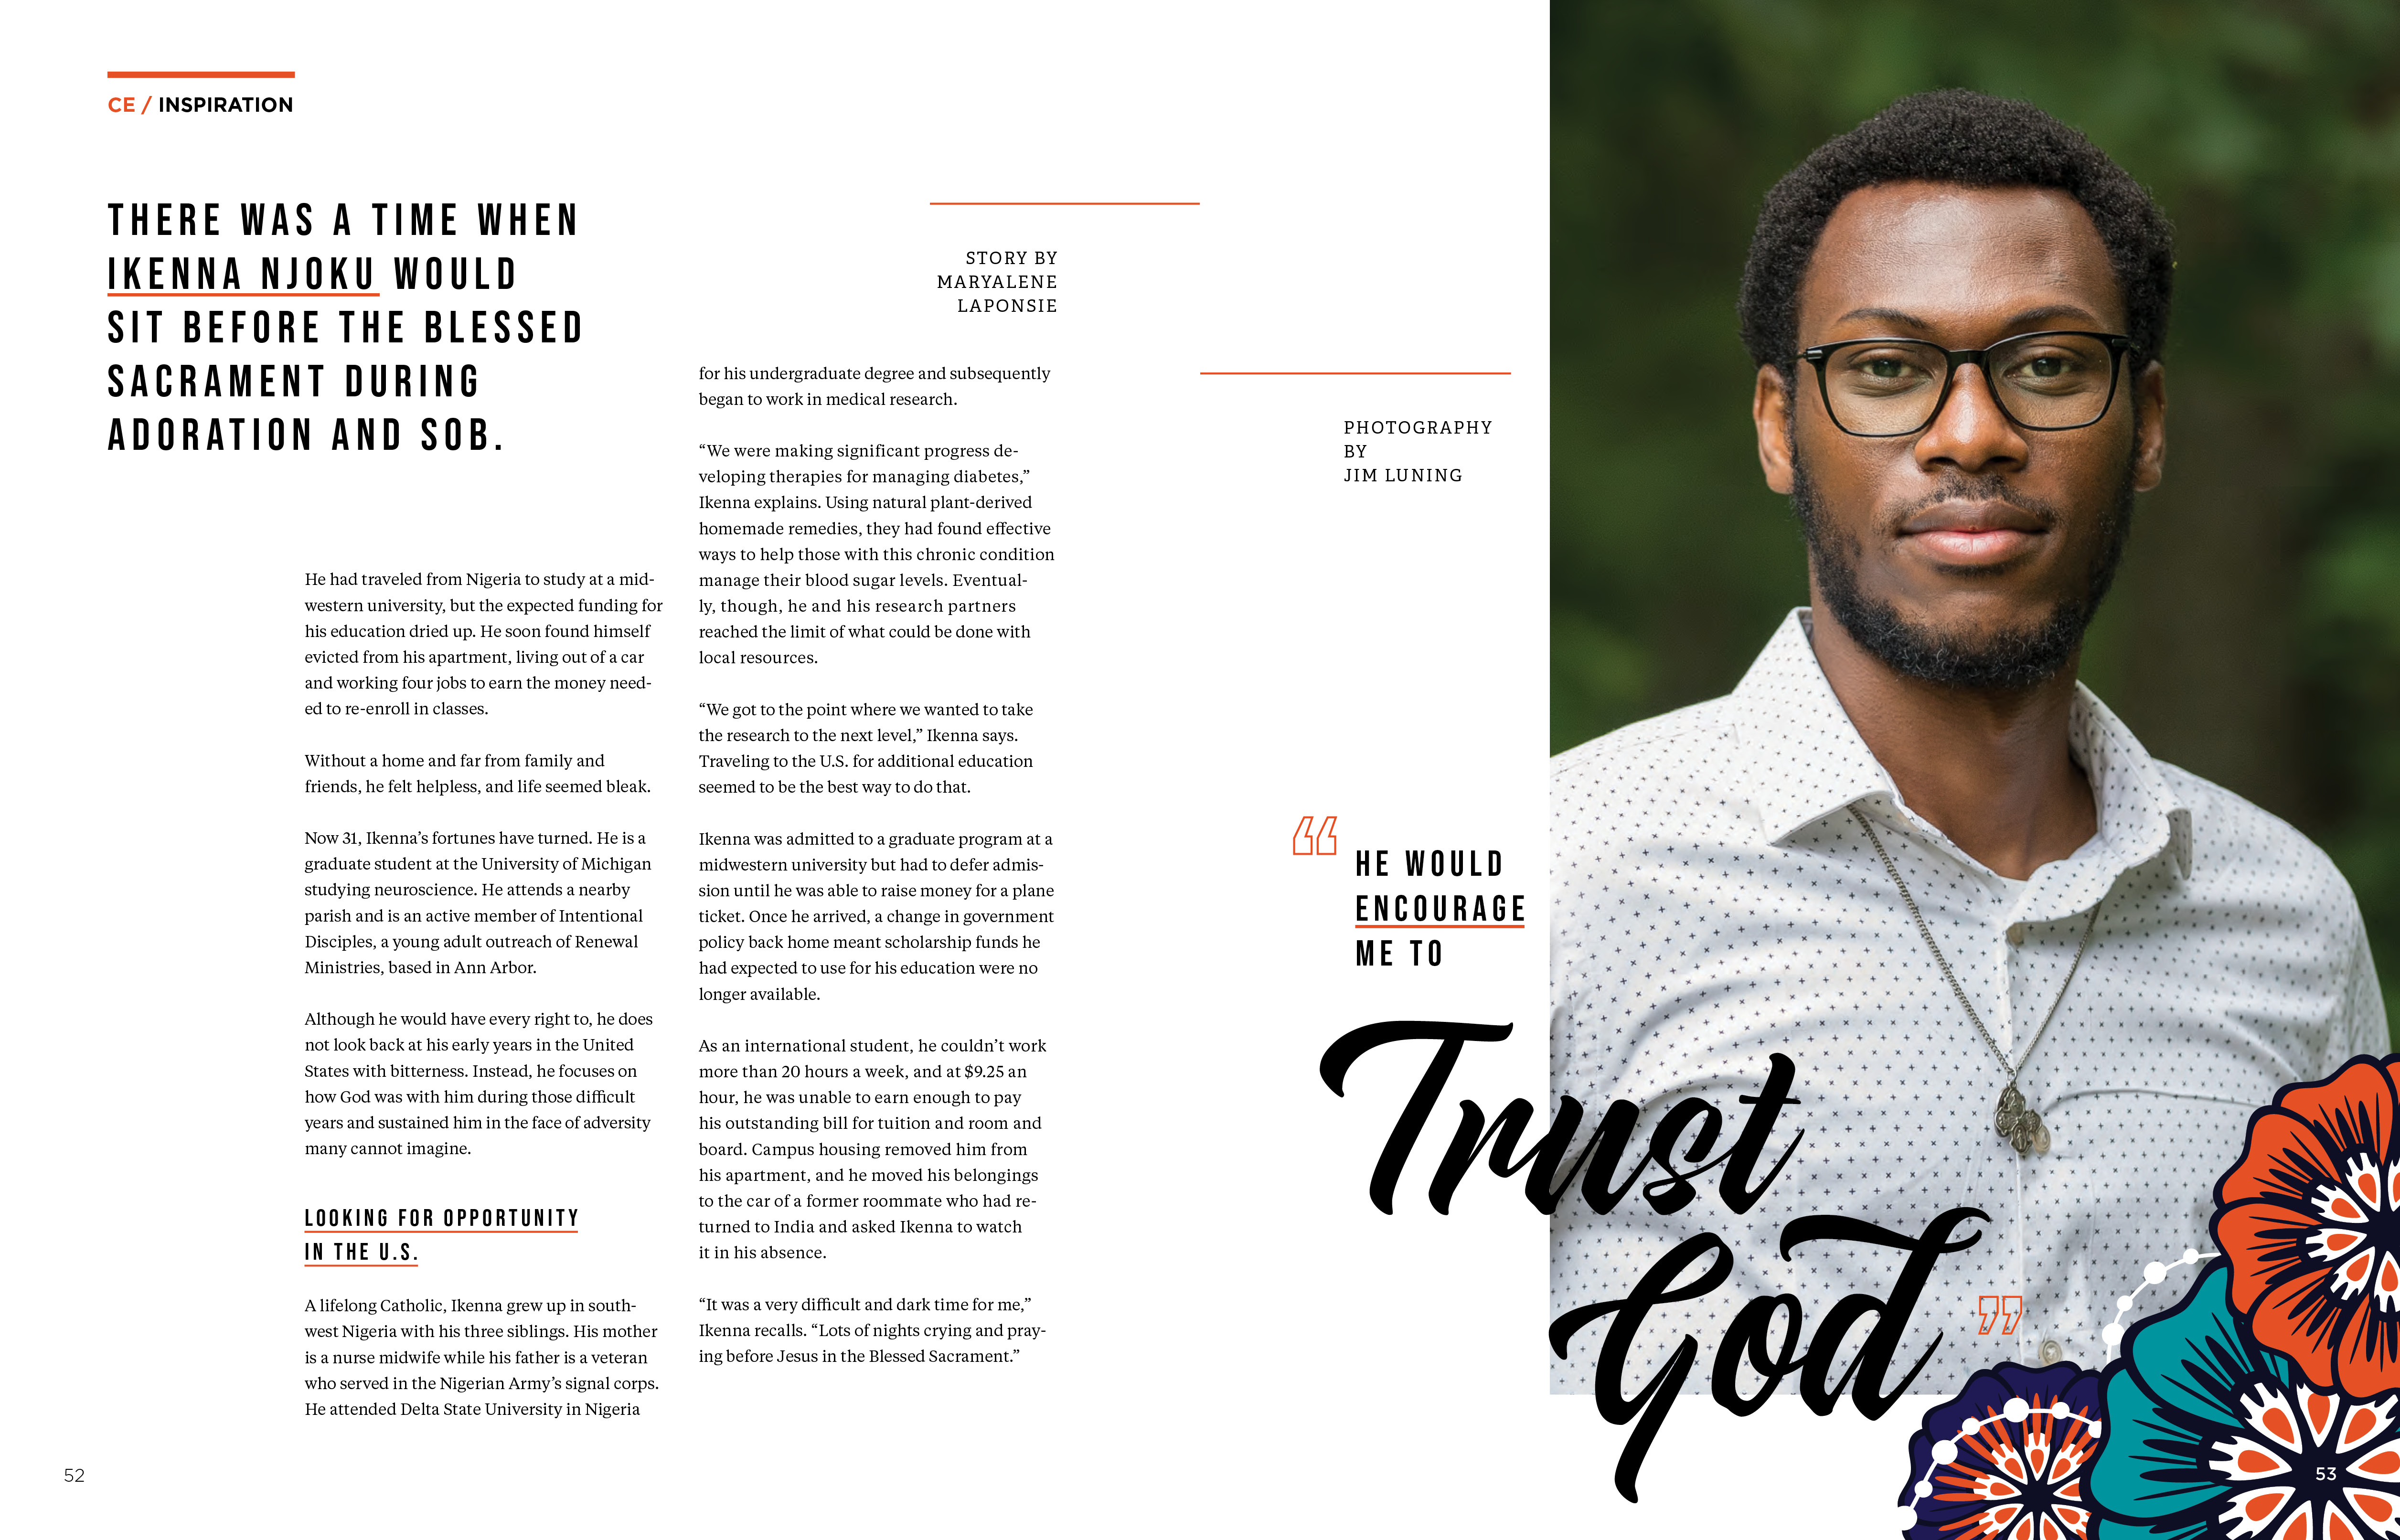 CE / INSPIRATION
THERE WAS A TIME WHEN
IKENNA NJOKU WOULD
SIT BEFORE THE BLESSED
SACRAMENT DURING
ADORATION AND SOB.
STORY BY
MARYALENE
LAPONSIE
PHOTOGRAPHY
BY
JIM LUNING
He had traveled from Nigeria to study at a mid-
western university, but the expected funding for
his education dried up. He soon found himself
evicted from his apartment, living out of a car
and working four jobs to earn the money need-
ed to re-enroll in classes.
Without a home and far from family and
friends, he felt helpless, and life seemed bleak.
Now 31, Ikenna’s fortunes have turned. He is a
graduate student at the University of Michigan
studying neuroscience. He attends a nearby
parish and is an active member of Intentional
Disciples, a young adult outreach of Renewal
Ministries, based in Ann Arbor.
Although he would have every right to, he does
not look back at his early years in the United
States with bitterness. Instead, he focuses on
how God was with him during those difficult
years and sustained him in the face of adversity
many cannot imagine.
LOOKING FOR OPPORTUNITY
IN THE U.S.
A lifelong Catholic, Ikenna grew up in south-
west Nigeria with his three siblings. His mother
is a nurse midwife while his father is a veteran
who served in the Nigerian Army’s signal corps.
He attended Delta State University in Nigeria
for his undergraduate degree and subsequently
began to work in medical research.
“We were making significant progress de-
veloping therapies for managing diabetes,”
Ikenna explains. Using natural plant-derived
homemade remedies, they had found effective
ways to help those with this chronic condition
manage their blood sugar levels. Eventual-
ly, though, he and his research partners
reached the limit of what could be done with
local resources.
“We got to the point where we wanted to take
the research to the next level,” Ikenna says.
Traveling to the U.S. for additional education
seemed to be the best way to do that.
Ikenna was admitted to a graduate program at a
midwestern university but had to defer admis-
sion until he was able to raise money for a plane
ticket. Once he arrived, a change in government
policy back home meant scholarship funds he
had expected to use for his education were no
longer available.
As an international student, he couldn’t work
more than 20 hours a week, and at $9.25 an
hour, he was unable to earn enough to pay
his outstanding bill for tuition and room and
board. Campus housing removed him from
his apartment, and he moved his belongings
to the car of a former roommate who had re-
turned to India and asked Ikenna to watch
it in his absence.
“It was a very difficult and dark time for me,”
Ikenna recalls. “Lots of nights crying and pray-
ing before Jesus in the Blessed Sacrament.”
“HE WOULD
ENCOURAGE
ME TO
Trust
God”
52
53